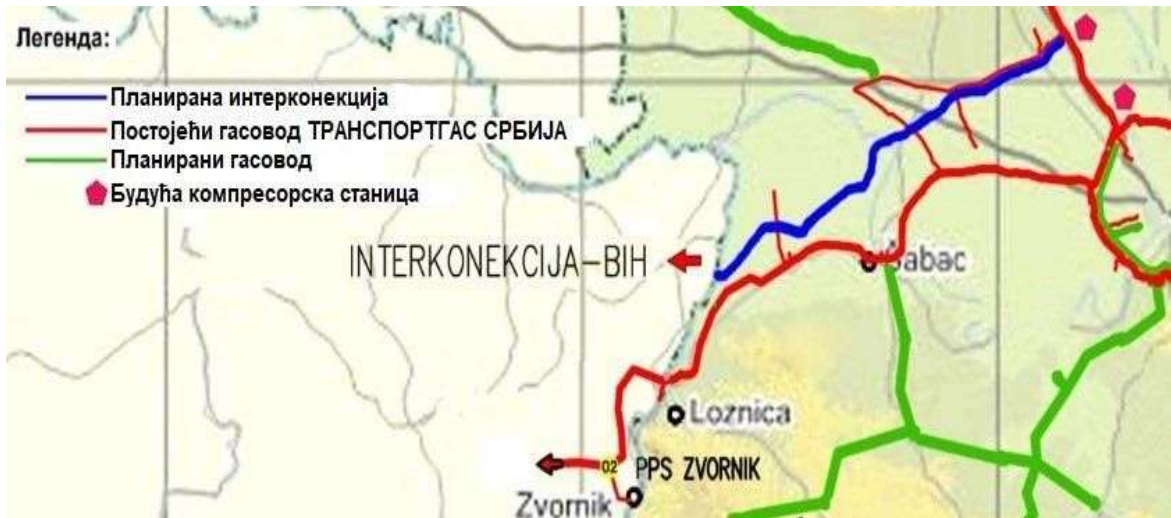 Легенда:
Планирана интерконекција
Постојећи гасовод ТРАНСПОРТГАС СРБИЈА
Планирани гасовод
Будућа компресорска станица
INTERKONEKCIJA-BIH
Šabac
Loznica
02 PPS ZVORNIK
Zvornik